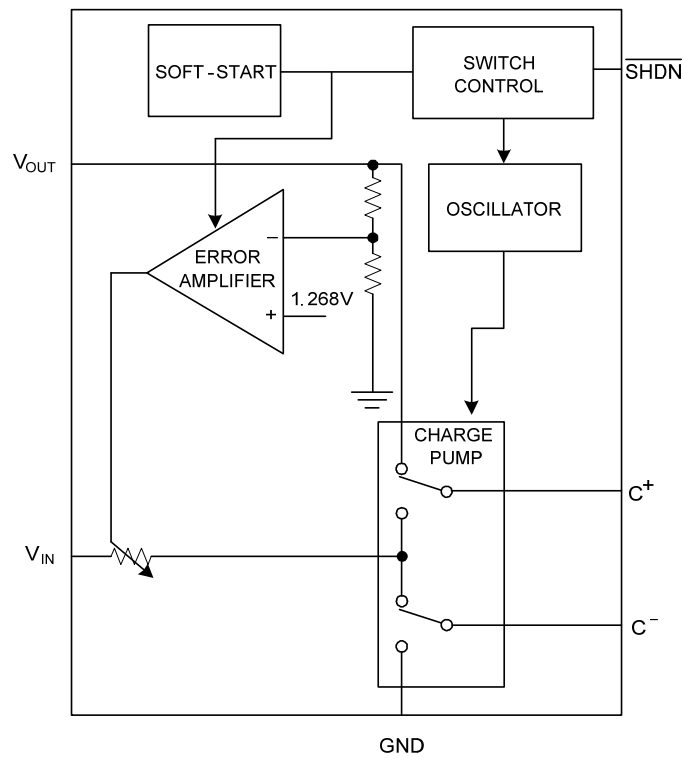 SOFT-START
SWITCH
CONTROL
SHDN
VOUT
OSCILLATOR
−
ERROR
AMPLIFIER
1.268V
+
CHARGE
PUMP
C+
VIN
C−
GND